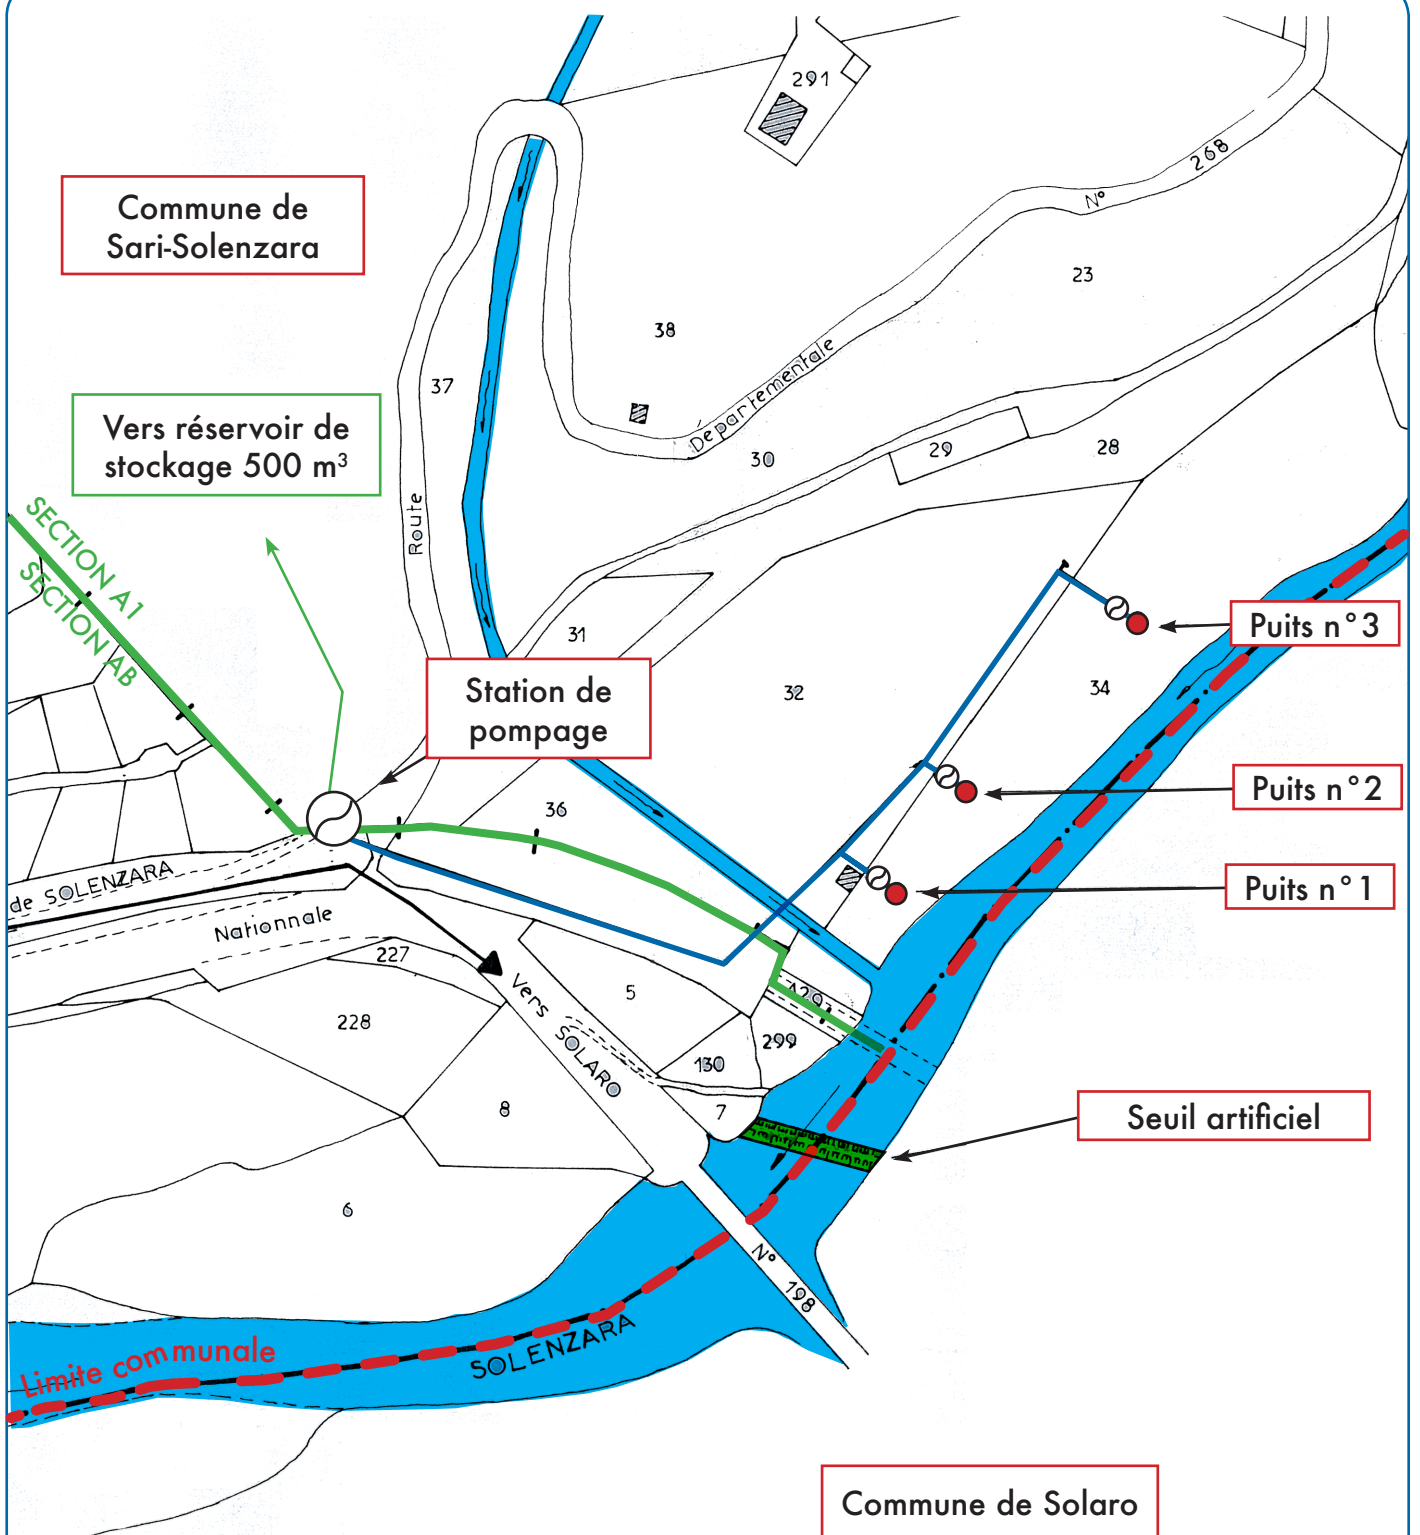 291
268
N°
Commune de
Sari-Solenzara
23
38
Departementale
37
Vers réservoir de
stockage 500 m³
30
29
28
Route
SECTION A1
SECTION AB
31
Puits n°3
Station de
pompage
32
34
Puits n°2
36
Puits n°1
de SOLENZARA
Nationnale
227
Vers SOLARO
5
228
299
130
8
7
Seuil artificiel
6
N° 198
SOLENZARA
Limite communale
Commune de Solaro